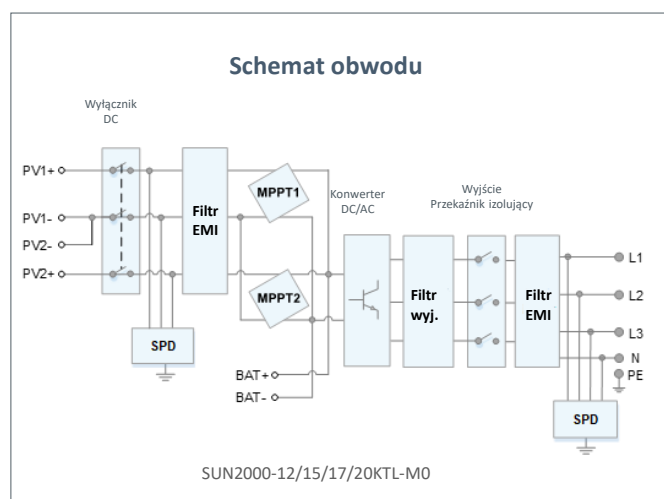 Schemat obwodu
Wyłącznik
DC
PV1+
PV1-
PV2-
PV2+
Filtr
EMI
SPD
MPPT1
MPPT2
BAT+
BAT-
Konwerter
DC/AC
Filtr
wyj.
Wyjście
Przekaźnik izolujący
Filtr
EMI
L1
L2
L3
N
PE
SPD
SUN2000-12/15/17/20KTL-M0